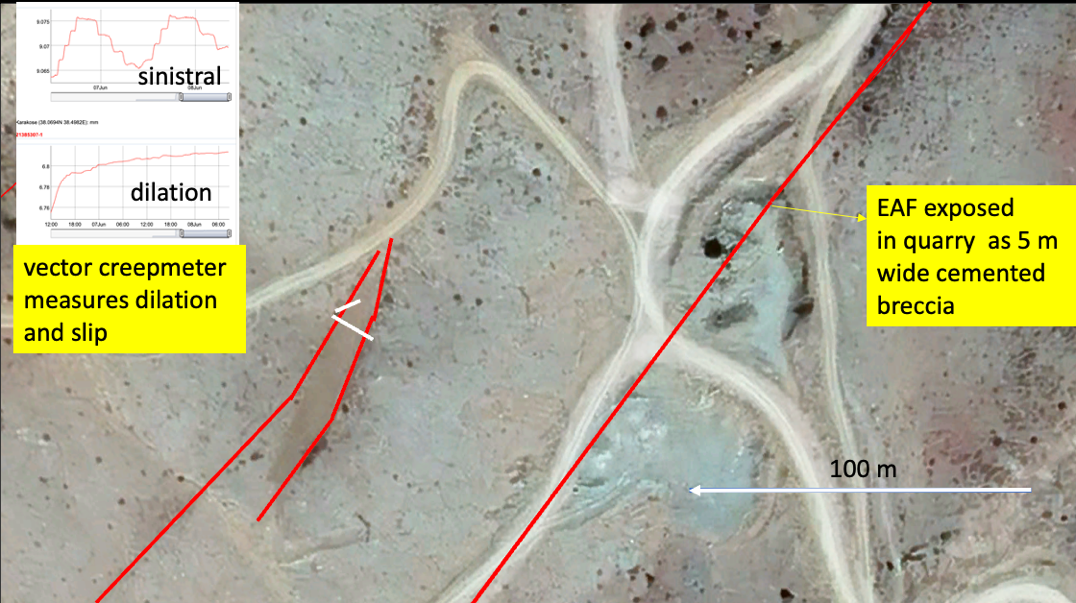 9.075
9.07
9.065
sinistral
07Jun
08Jun
Karakose (38.0694N 38.4982E): mm
6.8
6.78
6.76
dilation
12:00 18:00 07Jun 06:00 12:00 18:00 08Jun 06:00
vector creepmeter
measures dilation
and slip
EAF exposed
in quarry as 5 m
wide cemented
breccia
100 m